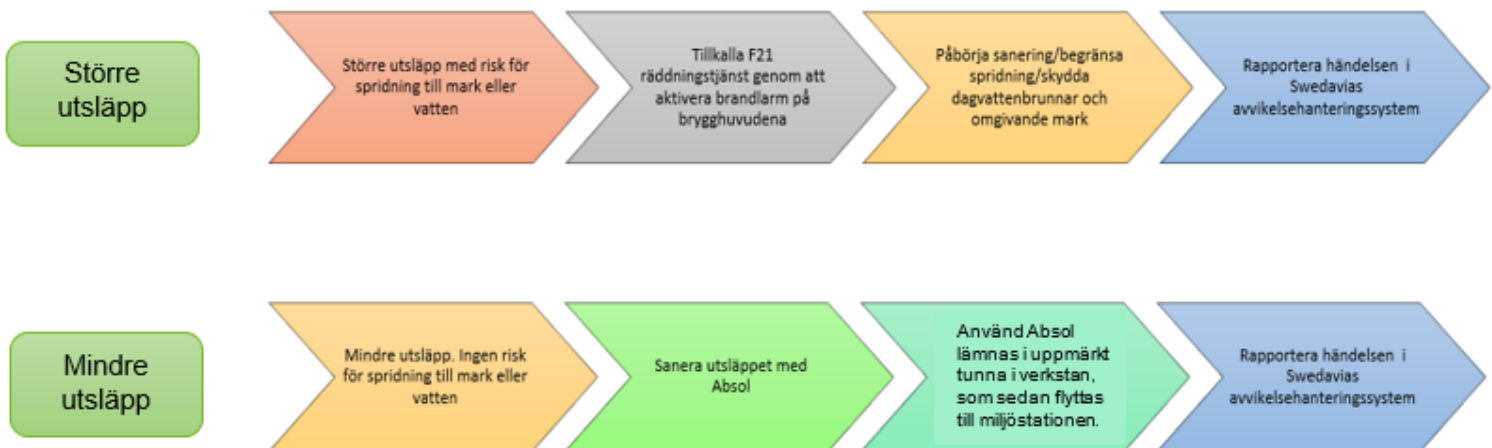 Större
utsläpp
Större utsläpp med risk för
spridning till mark eller
vatten
Tillkalla F21
räddningstjänst genom att
aktivera brandlarm på
brygghuvudena
Påbörja sanering/begränsa
spridning/skydda
dagvattenbrunnar och
omgivande mark
Rapportera händelsen i
Swedavias
avvikelsehanteringssystem
Mindre
utsläpp
Mindre utsläpp. Ingen risk
för spridning till mark eller
vatten
Sanera utsläppet med
Absol
Använd Absol
lämnas i uppmärkt
tunna i verkstan,
som sedan flyttas
till miljöstationen.
Rapportera händelsen i
Swedavias
avvikelsehanteringssystem